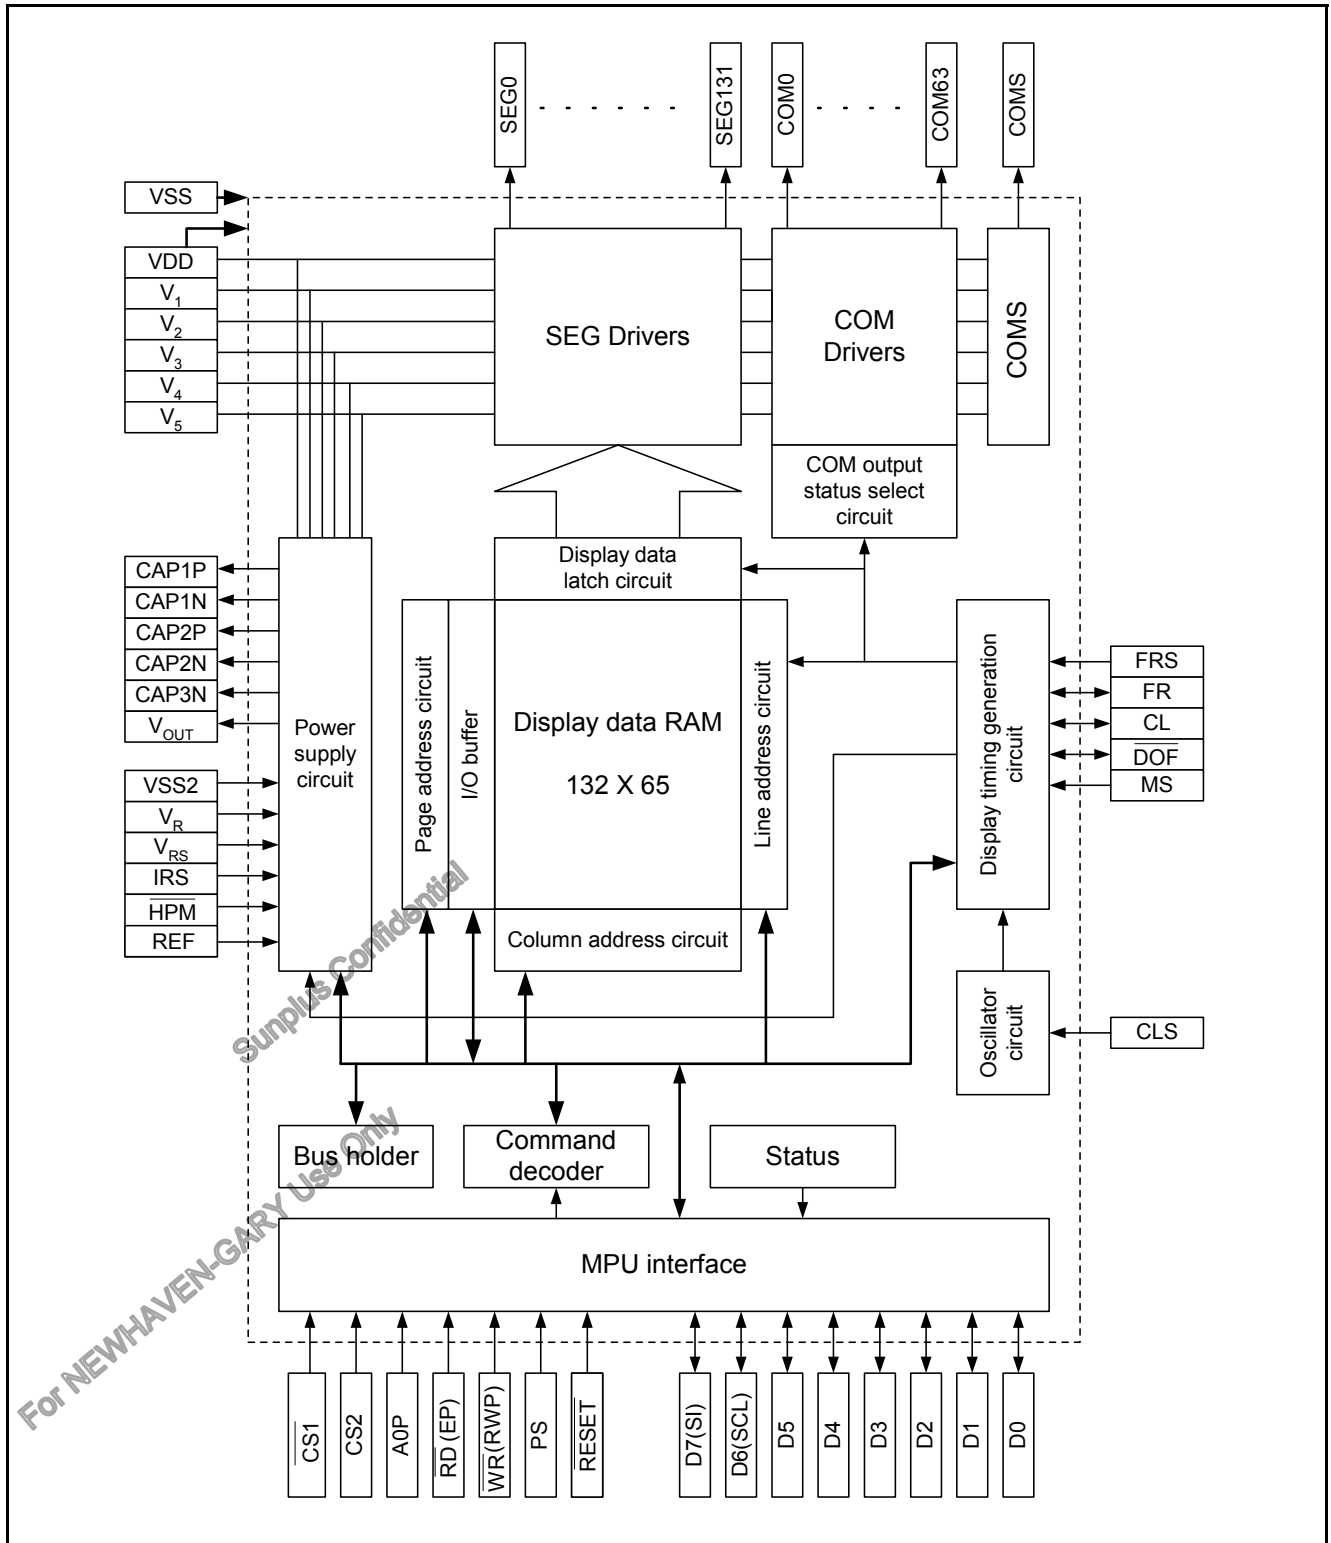 SEG0
SEG131
COM0
COM63
COMS
VSS
VDD
V1
V2
V3
V4
V5
SEG Drivers
COM
Drivers
COMS
COM output
status select
circuit
Display data
latch circuit
CAP1P
CAP1N
CAP2P
CAP2N
CAP3N
VOUT
VSS2
VR
VRS
IRS
HPM
REF
Power
supply
circuit
Page address circuit
I/O buffer
Display data RAM
132 X 65
Line address circuit
Column address circuit
Display timing generation
circuit
FRS
FR
CL
DOF
MS
Oscillator
circuit
CLS
Bus holder
Command
decoder
Status
MPU interface
CS1
CS2
A0P
RD (EP)
WR(RWP)
PS
RESET
D7(SI)
D6(SCL)
D5
D4
D3
D2
D1
D0
Sunplus Confidential
For NEWHAVEN-GARY Use Only